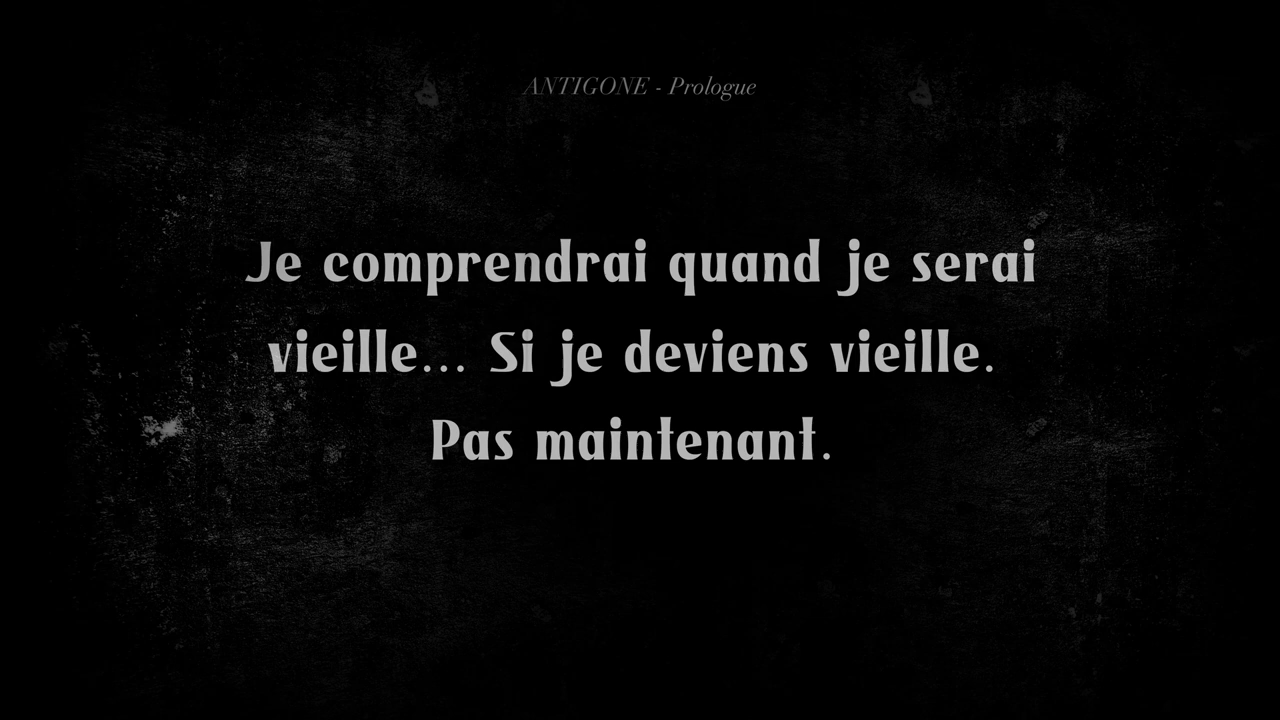 ANTIGONE - Prologue
Je comprendrai quand je serai
vieille... Si je deviens vieille.
Pas maintenant.